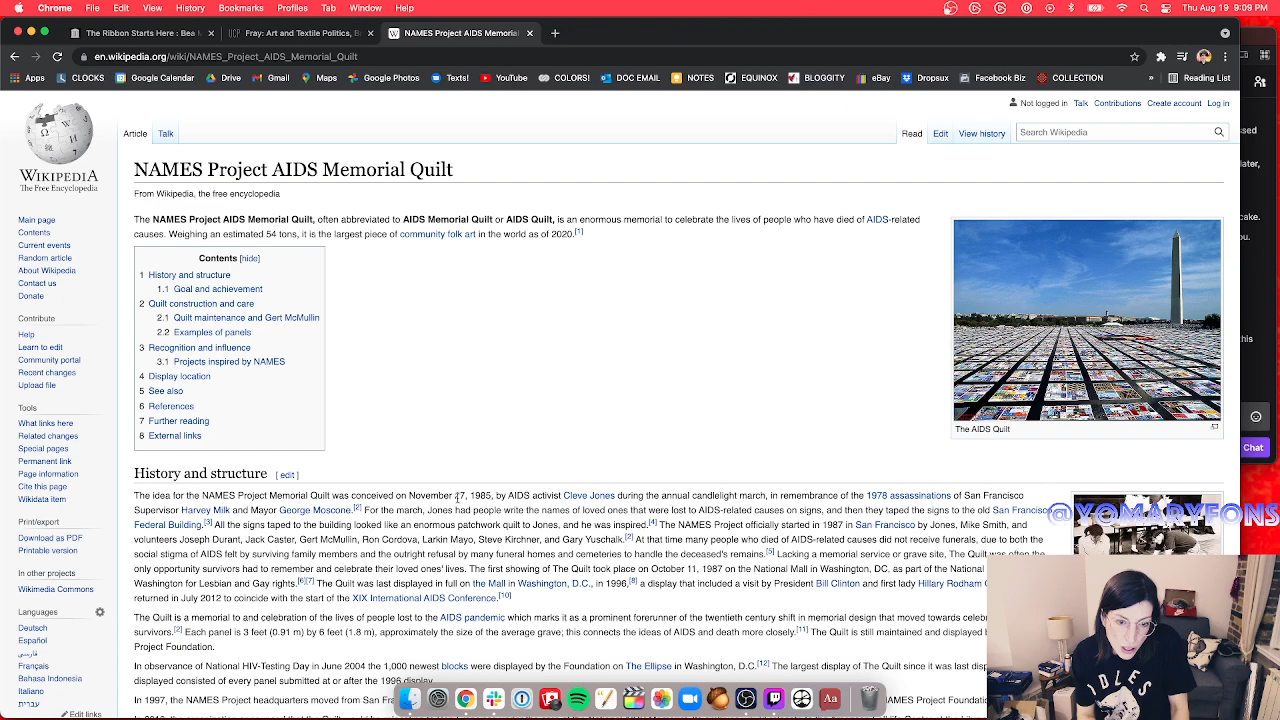 Chrome File Edit View History Bookmarks Profiles Tab Window Help Thu Aug 19 9:09 PM
The Ribbon Starts Here : Bea
Fray: Art and Textile Politics, B
NAMES Project AIDS Memorial
en.wikipedia.org/wiki/NAMES_Project_AIDS_Memorial_Quilt
Apps CLOCKS Google Calendar Gmail Maps Google Photos Texts! YouTube COLORS! DOC EMAIL NOTES EQUINOX BLOGGITY eBay Dropsux Facebook Biz COLLECTION »
Not logged in Talk Contributions Create account Log in
Article Talk Read Edit View history Search Wikipedia
WIKIPEDIA
The Free Encyclopedia
Main page
Contents
Current events
Random article
About Wikipedia
Contact us
Donate
Contribute
Help
Learn to edit
Community portal
Recent changes
Upload file
Tools
What links here
Related changes
Special pages
Permanent link
Page information
Cite this page
Wikidata item
Print/export
Download as PDF
Printable version
In other projects
Wikimedia Commons
Languages
Deutsch
Español
فارسی
Français
Bahasa Indonesia
Italiano
עברית
Edit links
NAMES Project AIDS Memorial Quilt
From Wikipedia, the free encyclopedia
The NAMES Project AIDS Memorial Quilt, often abbreviated to AIDS Memorial Quilt or AIDS Quilt, is an enormous memorial to celebrate the lives of people who have died of AIDS-related
causes. Weighing an estimated 54 tons, it is the largest piece of community folk art in the world as of 2020.[1]
Contents [hide]
1 History and structure
1.1 Goal and achievement
2 Quilt construction and care
2.1 Quilt maintenance and Gert McMullin
2.2 Examples of panels
3 Recognition and influence
3.1 Projects inspired by NAMES
4 Display location
5 See also
6 References
7 Further reading
8 External links
The AIDS Quilt
History and structure [ edit ]
The idea for the NAMES Project Memorial Quilt was conceived on November 27, 1985, by AIDS activist Cleve Jones during the annual candlelight march, in remembrance of the 1978 assassinations of San Francisco
Supervisor Harvey Milk and Mayor George Moscone.[2] For the march, Jones had people write the names of loved ones that were lost to AIDS-related causes on signs, and then they taped the signs to the old San Francisco
Federal Building.[3] All the signs taped to the building looked like an enormous patchwork quilt to Jones, and he was inspired.[4] The NAMES Project officially started in 1987 in San Francisco by Jones, Mike Smith, and
volunteers Joseph Durant, Jack Caster, Gert McMullin, Ron Cordova, Larkin Mayo, Steve Kirchner, and Gary Yuschalk.[2] At that time many people who died of AIDS-related causes did not receive funerals, due to both the
social stigma of AIDS felt by surviving family members and the outright refusal by many funeral homes and cemeteries to handle the deceased's remains.[5] Lacking a memorial service or grave site, The Quilt was often the
only opportunity survivors had to remember and celebrate their loved ones' lives. The first showing of The Quilt took place on October 11, 1987 on the National Mall in Washington, DC, as part of the National
Washington for Lesbian and Gay rights.[6][7] The Quilt was last displayed in full on the Mall in Washington, D.C., in 1996,[8] a display that included a visit by President Bill Clinton and first lady Hillary Rodham
returned in July 2012 to coincide with the start of the XIX International AIDS Conference.[10]
The Quilt is a memorial to and celebration of the lives of people lost to the AIDS pandemic which marks it as a prominent forerunner of the twentieth century shift in memorial design that moved towards celebr
survivors.[2] Each panel is 3 feet (0.91 m) by 6 feet (1.8 m), approximately the size of the average grave; this connects the ideas of AIDS and death more closely.[11] The Quilt is still maintained and displayed b
Project Foundation.
In observance of National HIV-Testing Day in June 2004 the 1,000 newest blocks were displayed by the Foundation on The Ellipse in Washington, D.C.[12] The largest display of The Quilt since it was last disp
displayed consisted of every panel submitted at or after the 1996 display.
In 1997, the NAMES Project headquarters moved from San
AMES Project Foundation
@YOMARYFONS
ssed
ater,
ake.
ou.
this
Chat
Aa